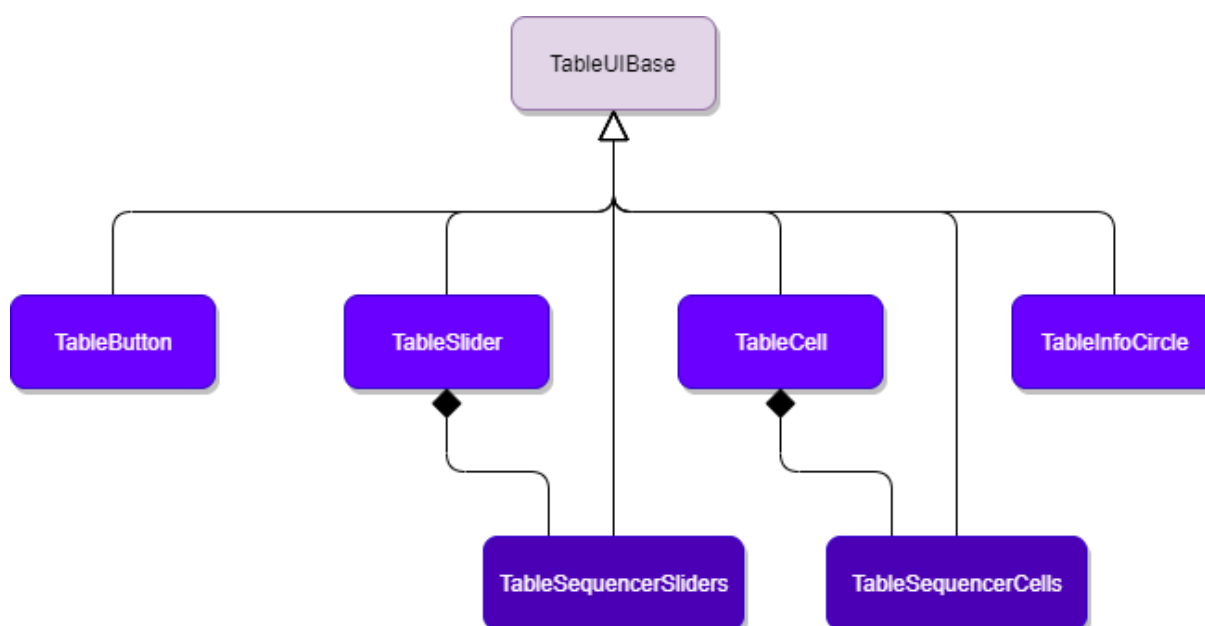 TableUIBase
TableButton
TableSlider
TableCell
TableInfoCircle
TableSequencerSliders
TableSequencerCells